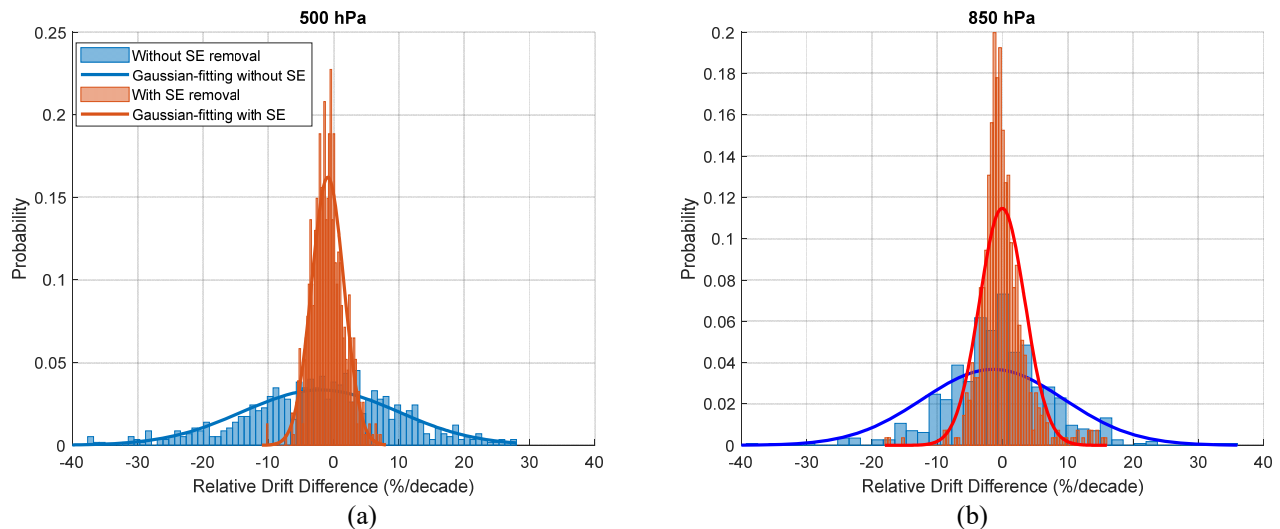 500 hPa
0.25
0.2
0.15
0.1
0.05
0
Without SE removal
Gaussian-fitting without SE
With SE removal
Gaussian-fitting with SE
Probability
-40 -30 -20 -10 0 10 20 30 40
Relative Drift Difference (%/decade)
(a)
850 hPa
0.2
0.18
0.16
0.14
0.12
0.1
0.08
0.06
0.04
0.02
0
Probability
-40 -30 -20 -10 0 10 20 30 40
Relative Drift Difference (%/decade)
(b)